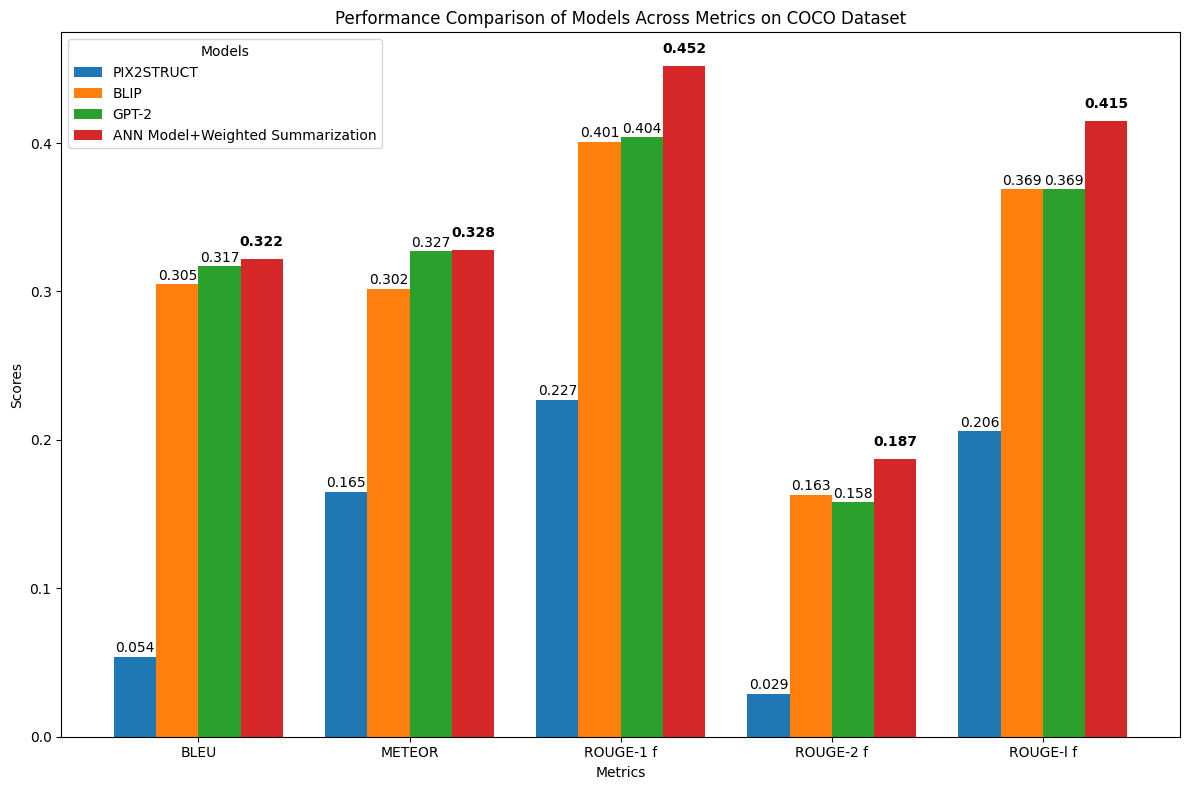 Performance Comparison of Models Across Metrics on COCO Dataset
Models
PIX2STRUCT
BLIP
GPT-2
ANN Model+Weighted Summarization
Scores
0.4
0.3
0.2
0.1
0.0
0.054
0.305
0.317
0.322
0.165
0.302
0.327
0.328
0.227
0.401
0.404
0.452
0.029
0.163
0.158
0.187
0.206
0.369
0.369
0.415
BLEU
METEOR
ROUGE-1 f
ROUGE-2 f
ROUGE-l f
Metrics